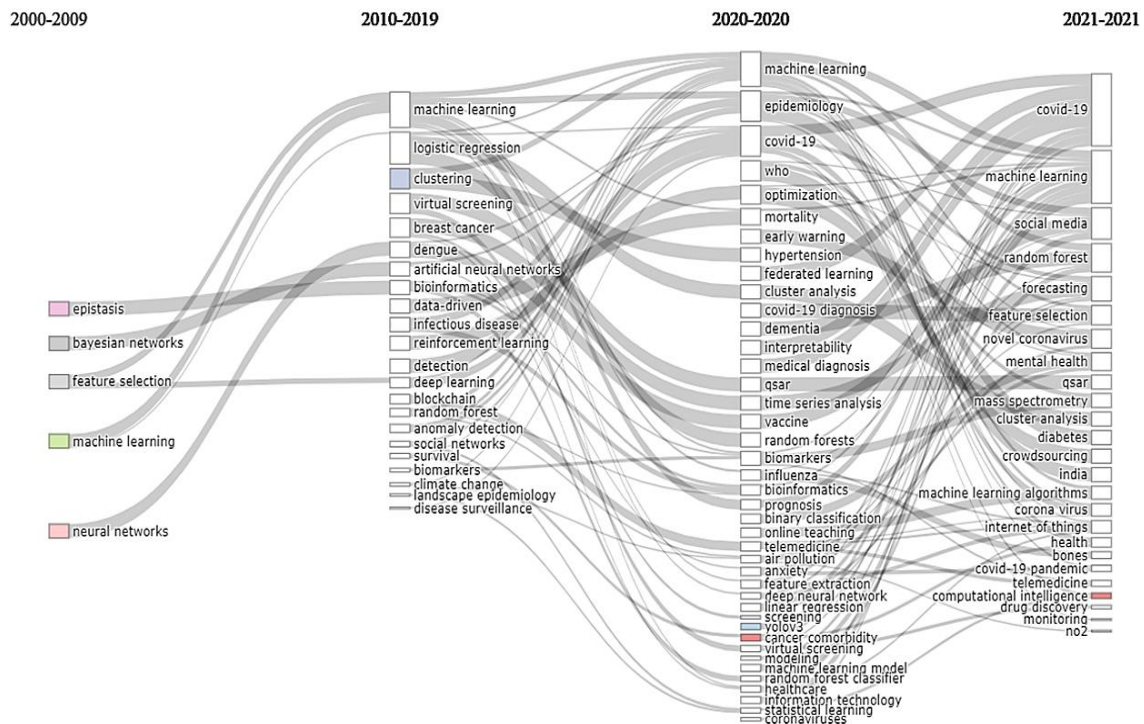 2000-2009
2010-2019
2020-2020
2021-2021
epistasis
bayesian networks
feature selection
machine learning
neural networks
machine learning
logistic regression
clustering
virtual screening
breast cancer
dengue
artificial neural networks
bioinformatics
data-driven
infectious disease
reinforcement learning
detection
deep learning
blockchain
random forest
anomaly detection
social networks
survival
biomarkers
climate change
landscape epidemiology
disease surveillance
machine learning
epidemiology
covid-19
who
optimization
mortality
early warning
hypertension
federated learning
cluster analysis
covid-19 diagnosis
dementia
interpretability
medical diagnosis
qsar
time series analysis
vaccine
random forests
biomarkers
influenza
bioinformatics
prognosis
binary classification
online teaching
telemedicine
air pollution
anxiety
feature extraction
deep neural network
linear regression
screening
yolov3
cancer comorbidity
virtual screening
modeling
machine learning model
random forest classifier
healthcare
information technology
statistical learning
coronaviruses
covid-19
machine learning
social media
random forest
forecasting
feature selection
novel coronavirus
mental health
qsar
mass spectrometry
cluster analysis
diabetes
crowdsourcing
india
machine learning algorithms
corona virus
internet of things
health
bones
covid-19 pandemic
telemedicine
computational intelligence
drug discovery
monitoring
no2